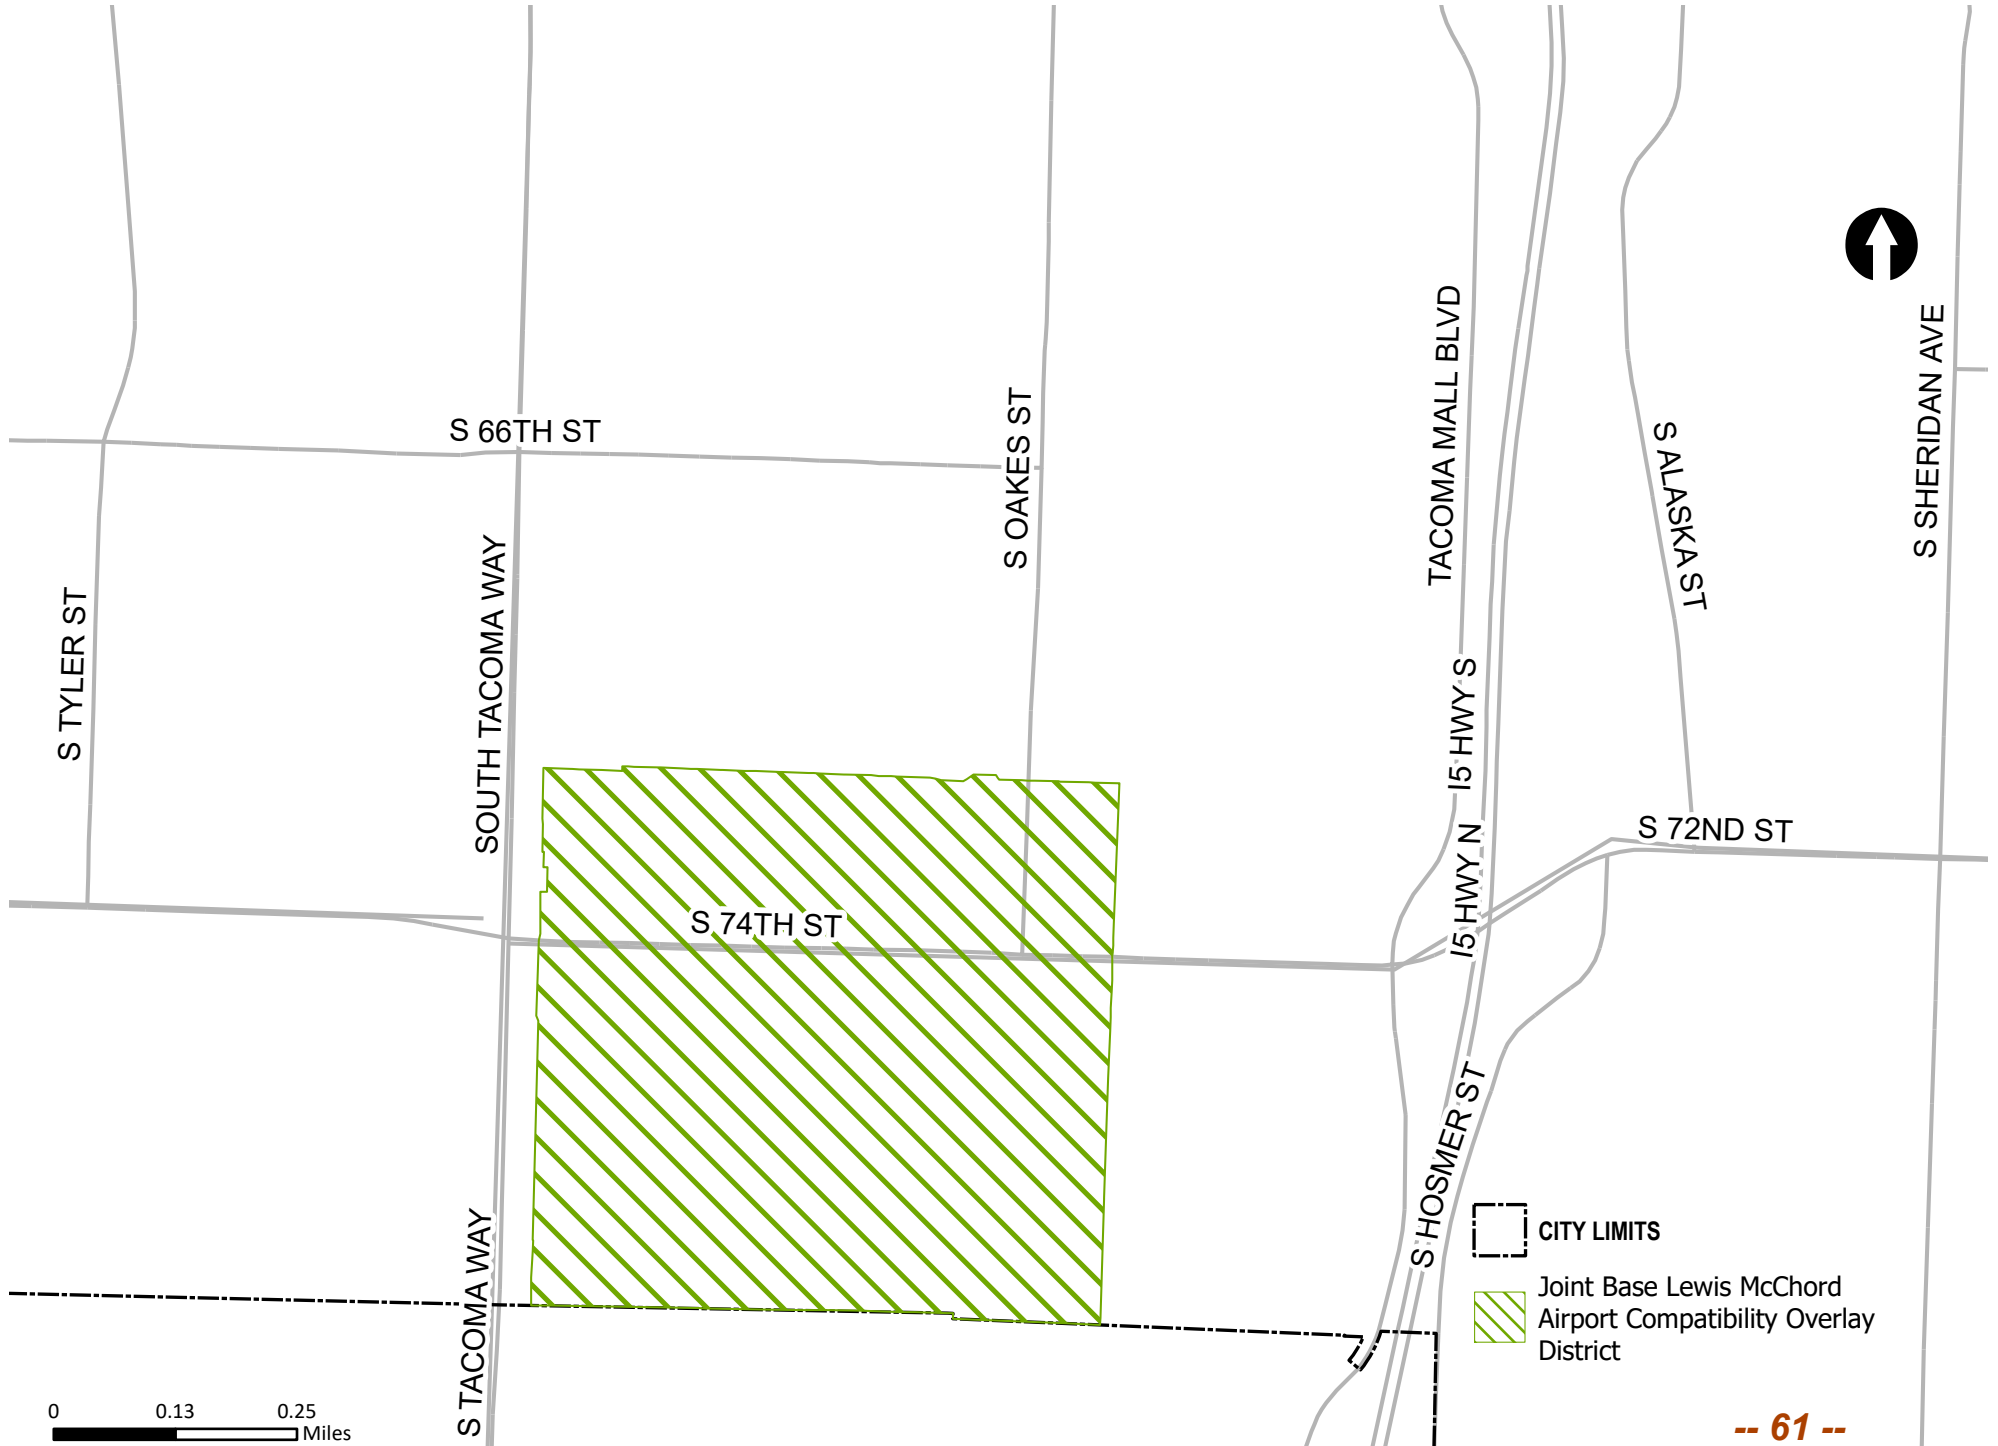 S 66TH ST
S OAKES ST
TACOMA MALL BLVD
S ALASKA ST
S SHERIDAN AVE
S TYLER ST
SOUTH TACOMA WAY
I5 HWY S
I5 HWY N
S 72ND ST
S 74TH ST
S HOSMER ST
S TACOMA WAY
CITY LIMITS
Joint Base Lewis McChord
Airport Compatibility Overlay
District
0 0.13 0.25
Miles
-- 61 --